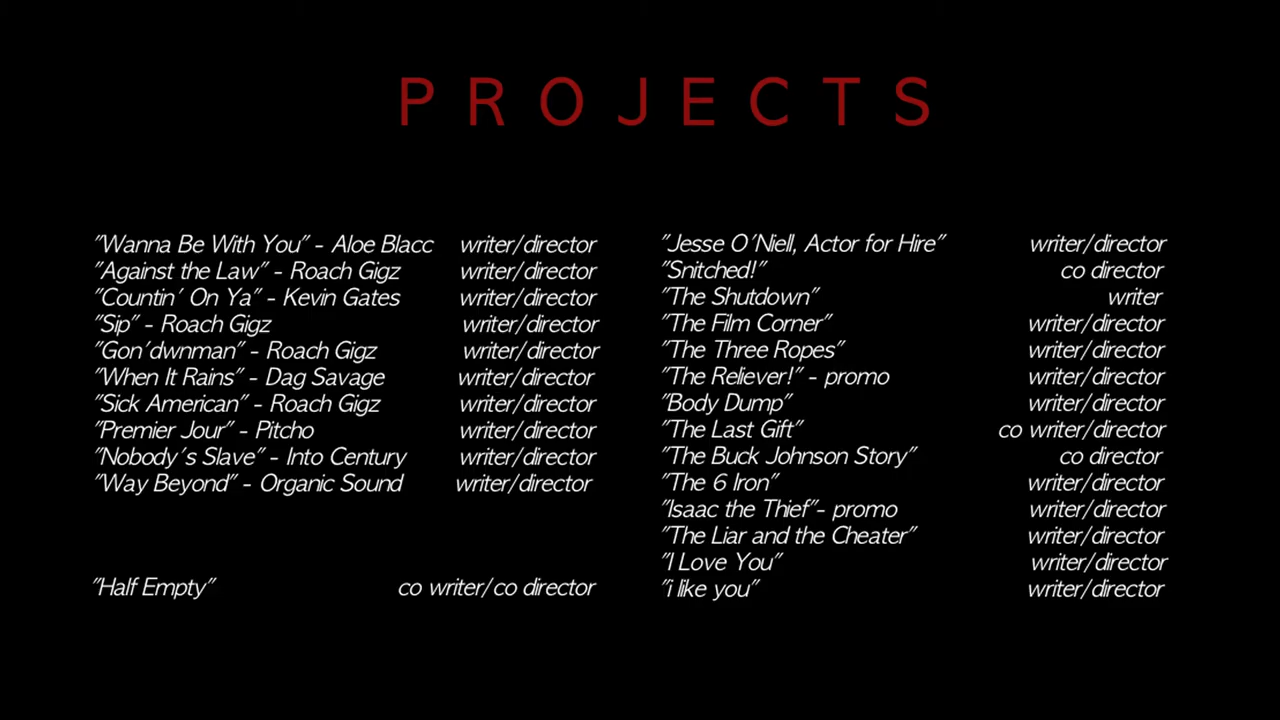 PROJECTS
"Wanna Be With You" - Aloe Blacc writer/director
"Against the Law" - Roach Gigz writer/director
"Countin' On Ya" - Kevin Gates writer/director
"Sip" - Roach Gigz writer/director
"Gon'dwnman" - Roach Gigz writer/director
"When It Rains" - Dag Savage writer/director
"Sick American" - Roach Gigz writer/director
"Premier Jour" - Pitcho writer/director
"Nobody's Slave" - Into Century writer/director
"Way Beyond" - Organic Sound writer/director
"Half Empty" co writer/co director
"Jesse O'Niell, Actor for Hire" writer/director
"Snitched!" co director
"The Shutdown" writer
"The Film Corner" writer/director
"The Three Ropes" writer/director
"The Reliever!" - promo writer/director
"Body Dump" writer/director
"The Last Gift" co writer/director
"The Buck Johnson Story" co director
"The 6 Iron" writer/director
"Isaac the Thief"- promo writer/director
"The Liar and the Cheater" writer/director
"I Love You" writer/director
"i like you" writer/director